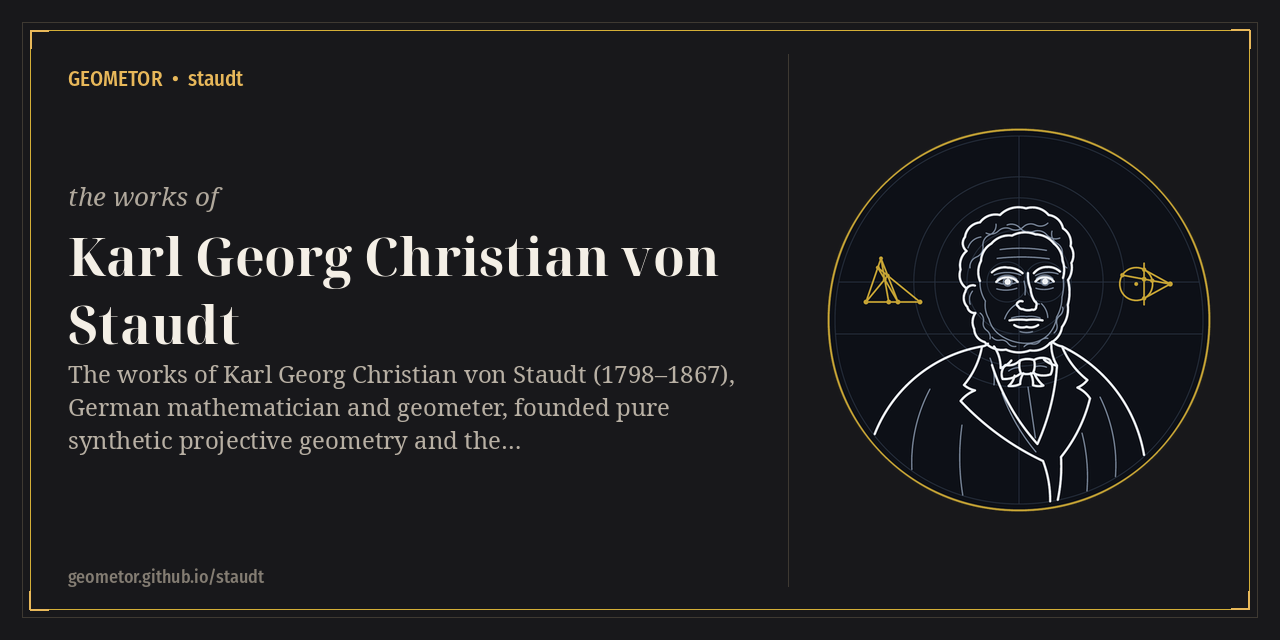 GEOMETOR • staudt
the works of
Karl Georg Christian von
Staudt
The works of Karl Georg Christian von Staudt (1798–1867),
German mathematician and geometer, founded pure
synthetic projective geometry and the…
geometor.github.io/staudt